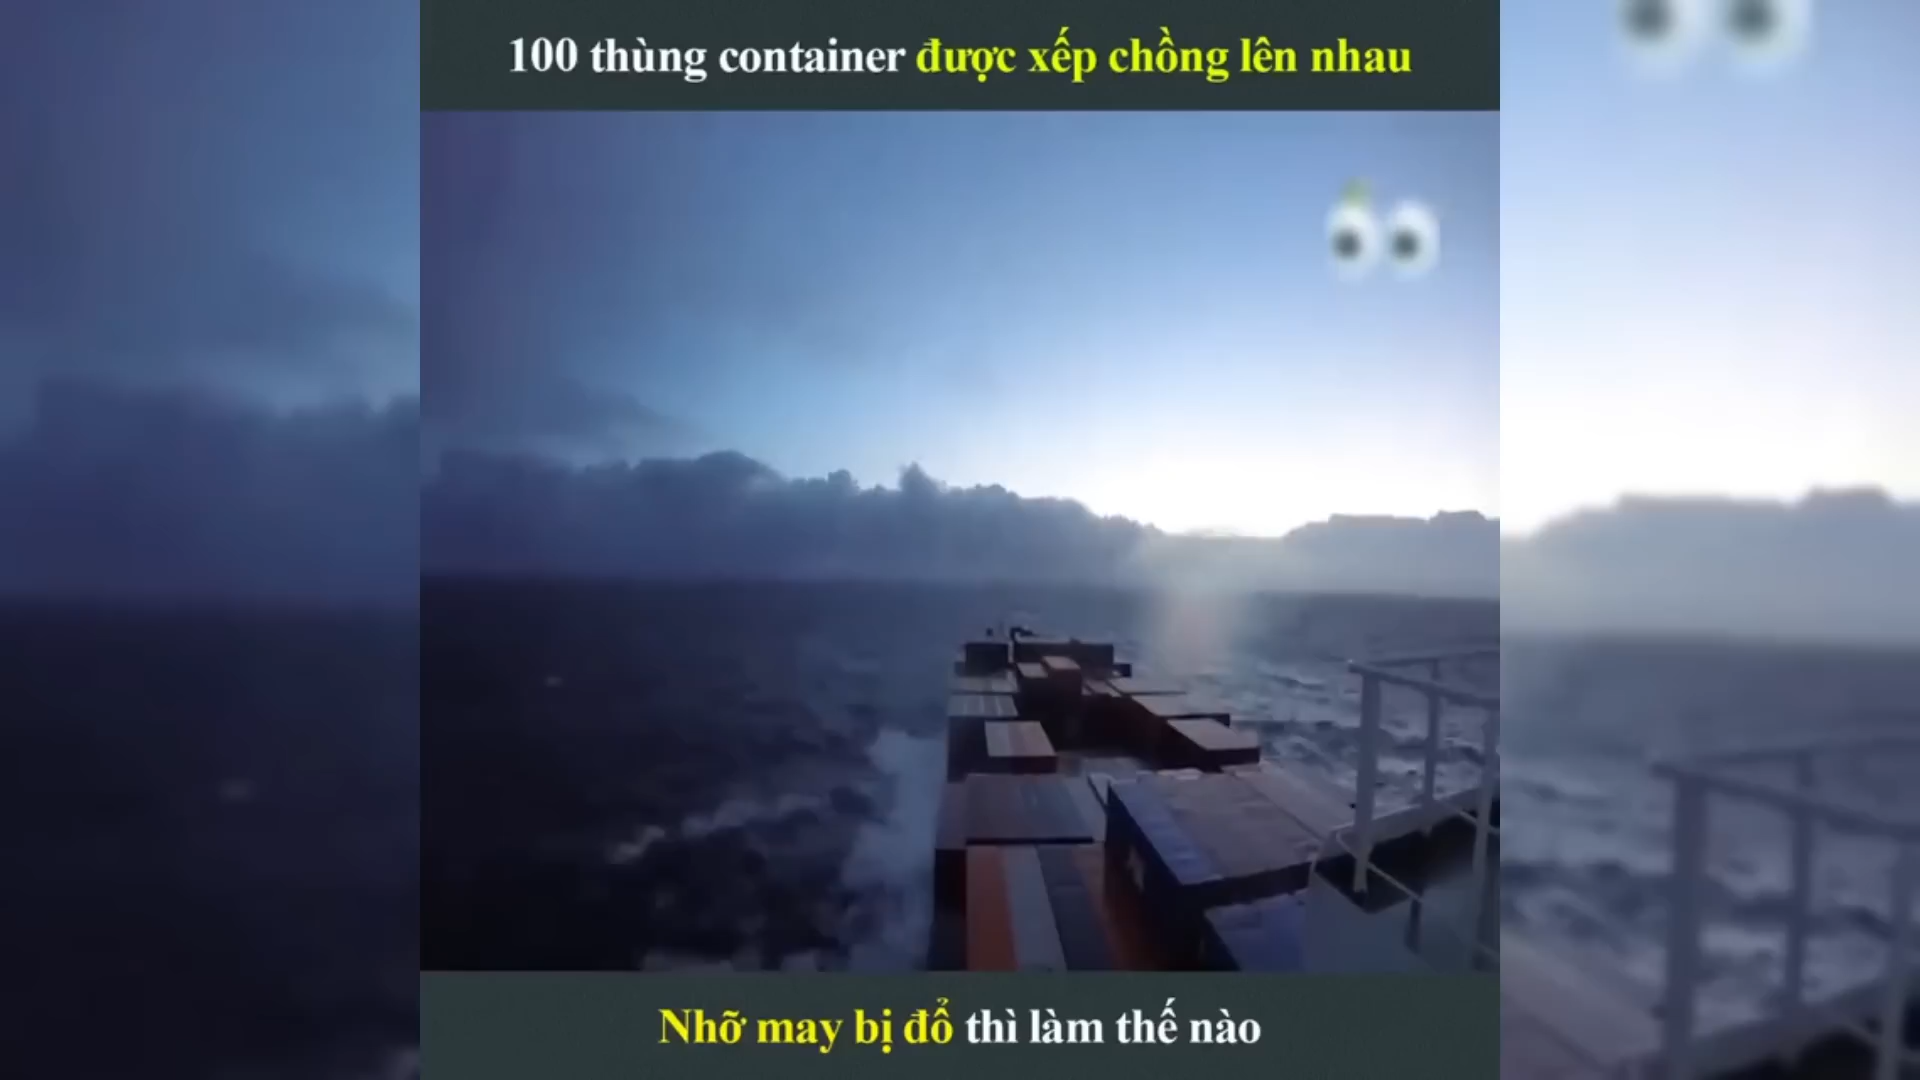 100 thùng container được xếp chồng lên nhau
Nhỡ may bị đổ thì làm thế nào